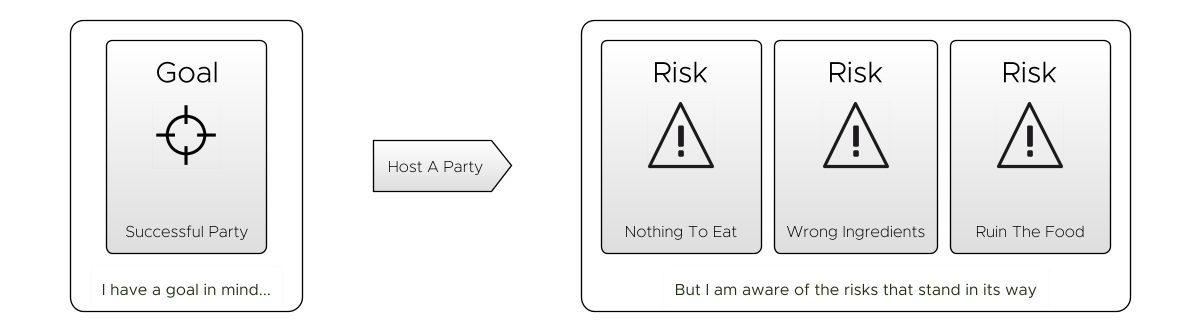 Goal
Successful Party
I have a goal in mind...
Host A Party
Risk
Nothing To Eat
Risk
Wrong Ingredients
Risk
Ruin The Food
But I am aware of the risks that stand in its way